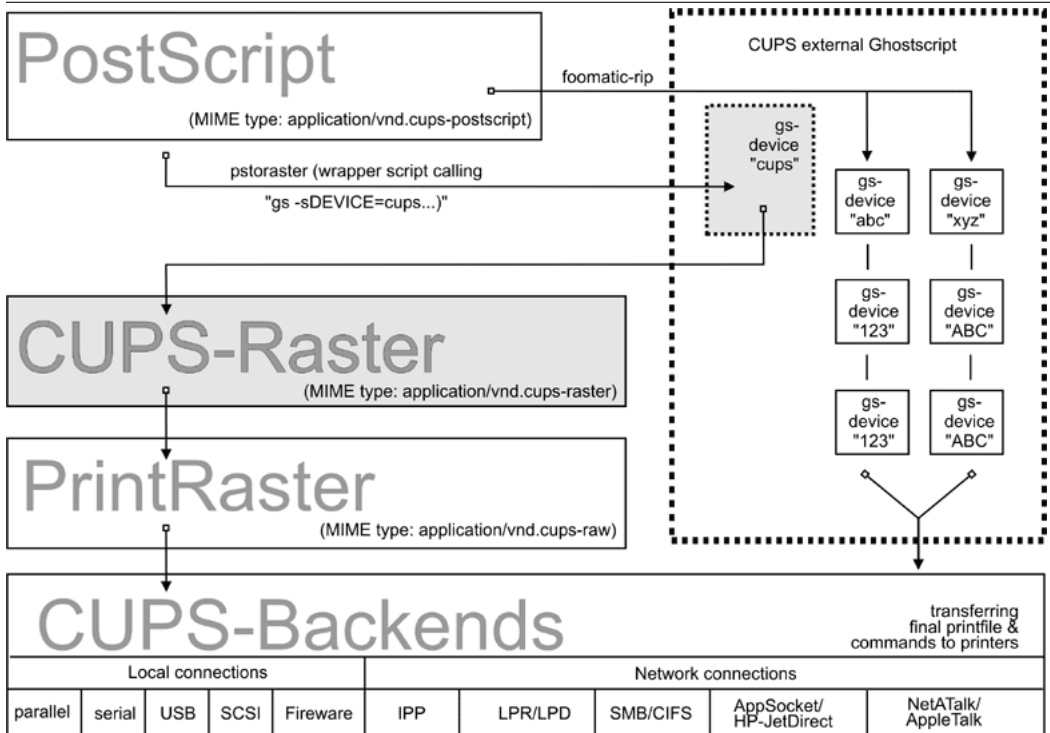 PostScript
(MIME type: application/vnd.cups-postscript)
foomatic-rip
CUPS external Ghostscript
pstoraster (wrapper script calling
"gs -sDEVICE=cups...)"
gs-
device
"cups"
gs-
device
"abc"
gs-
device
"xyz"
gs-
device
"123"
gs-
device
"ABC"
gs-
device
"123"
gs-
device
"ABC"
CUPS-Raster
(MIME type: application/vnd.cups-raster)
PrintRaster
(MIME type: application/vnd.cups-raw)
CUPS-Backends
transferring
final printfile &
commands to printers
Local connections
Network connections
parallel
serial
USB
SCSI
Fireware
IPP
LPR/LPD
SMB/CIFS
AppSocket/
HP-JetDirect
NetATalk/
AppleTalk